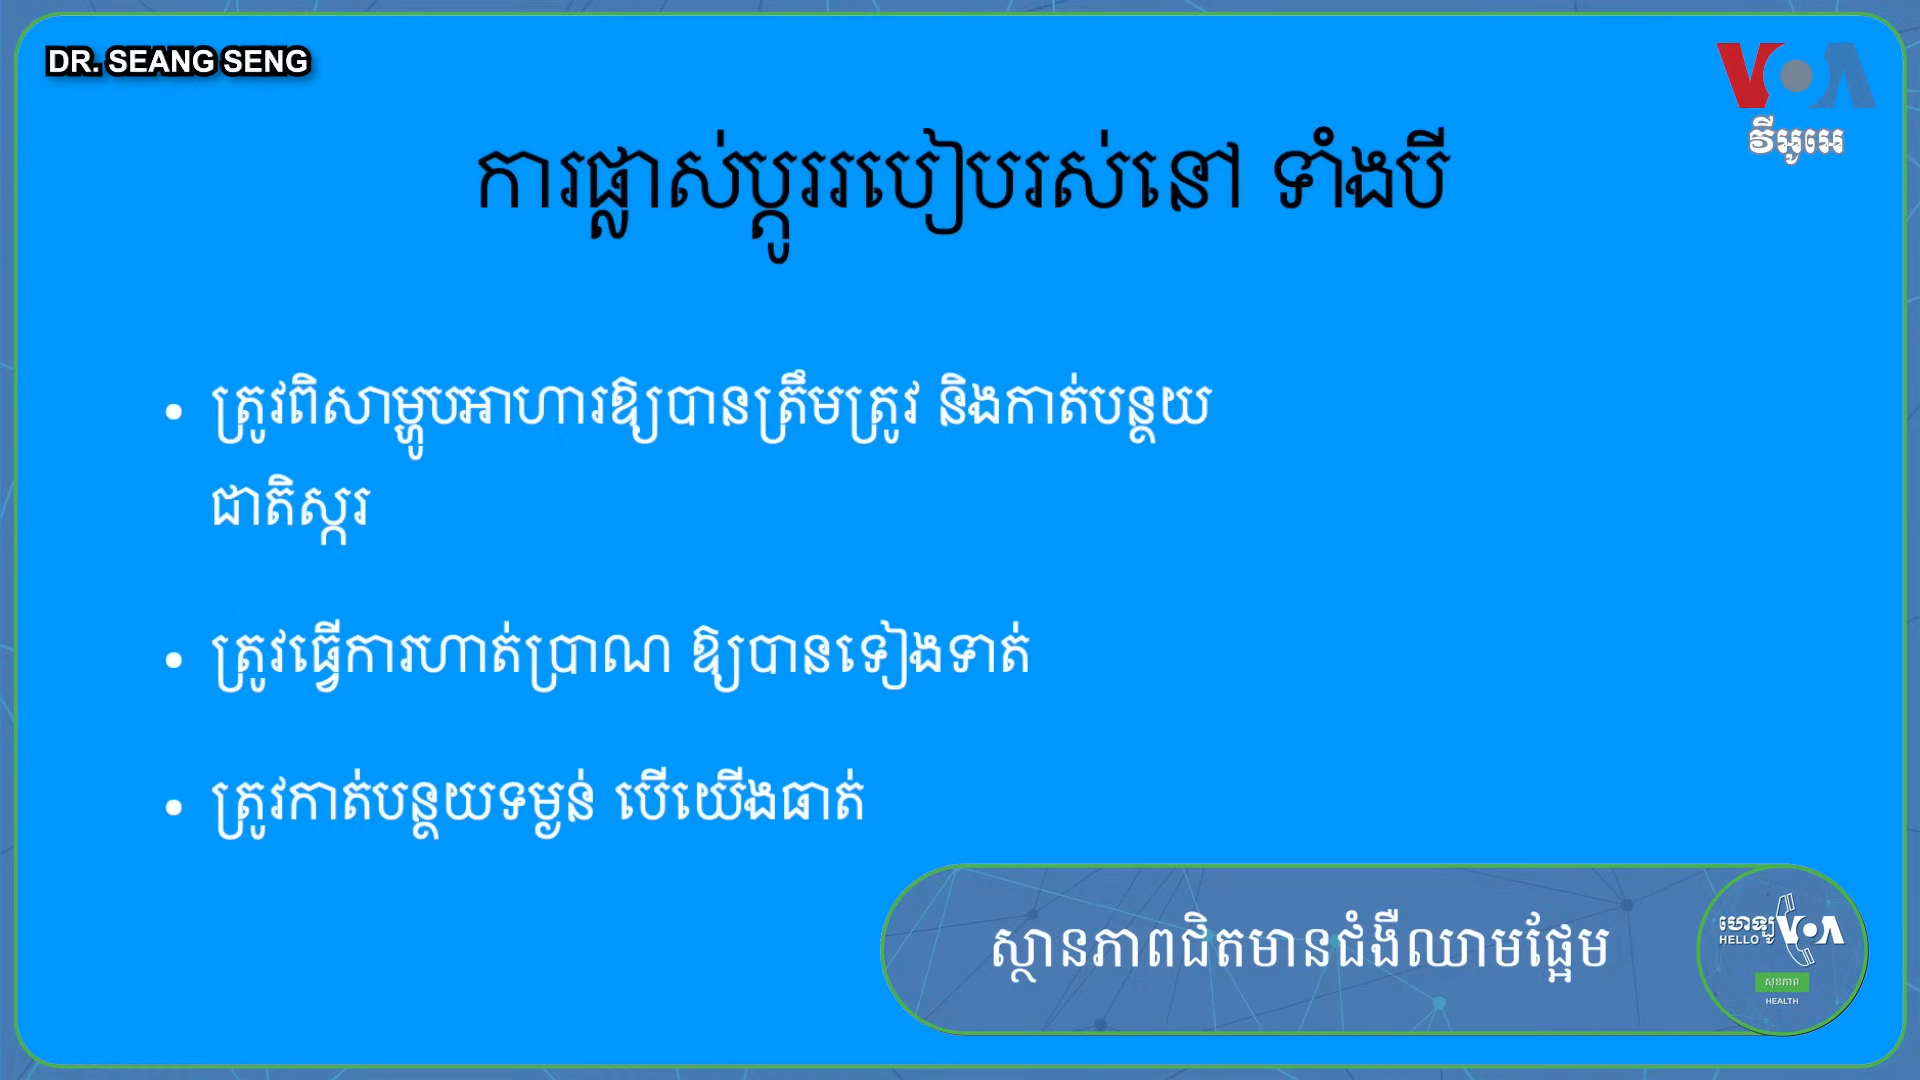 DR. SEANG SENG
VOA
វីអូអេ
ការផ្លាស់ប្ដូររបៀបរស់នៅ ទាំងបី
• ត្រូវពិសាម្ហូបអាហារឱ្យបានត្រឹមត្រូវ និងកាត់បន្ថយ
ជាតិស្ករ
• ត្រូវធ្វើការហាត់ប្រាណ ឱ្យបានទៀងទាត់
• ត្រូវកាត់បន្ថយទម្ងន់ បើយើងធាត់
ស្ថានភាពជិតមានជំងឺឈាមផ្អែម
ហេឡូ VOA
HELLO
សុខភាព
HEALTH